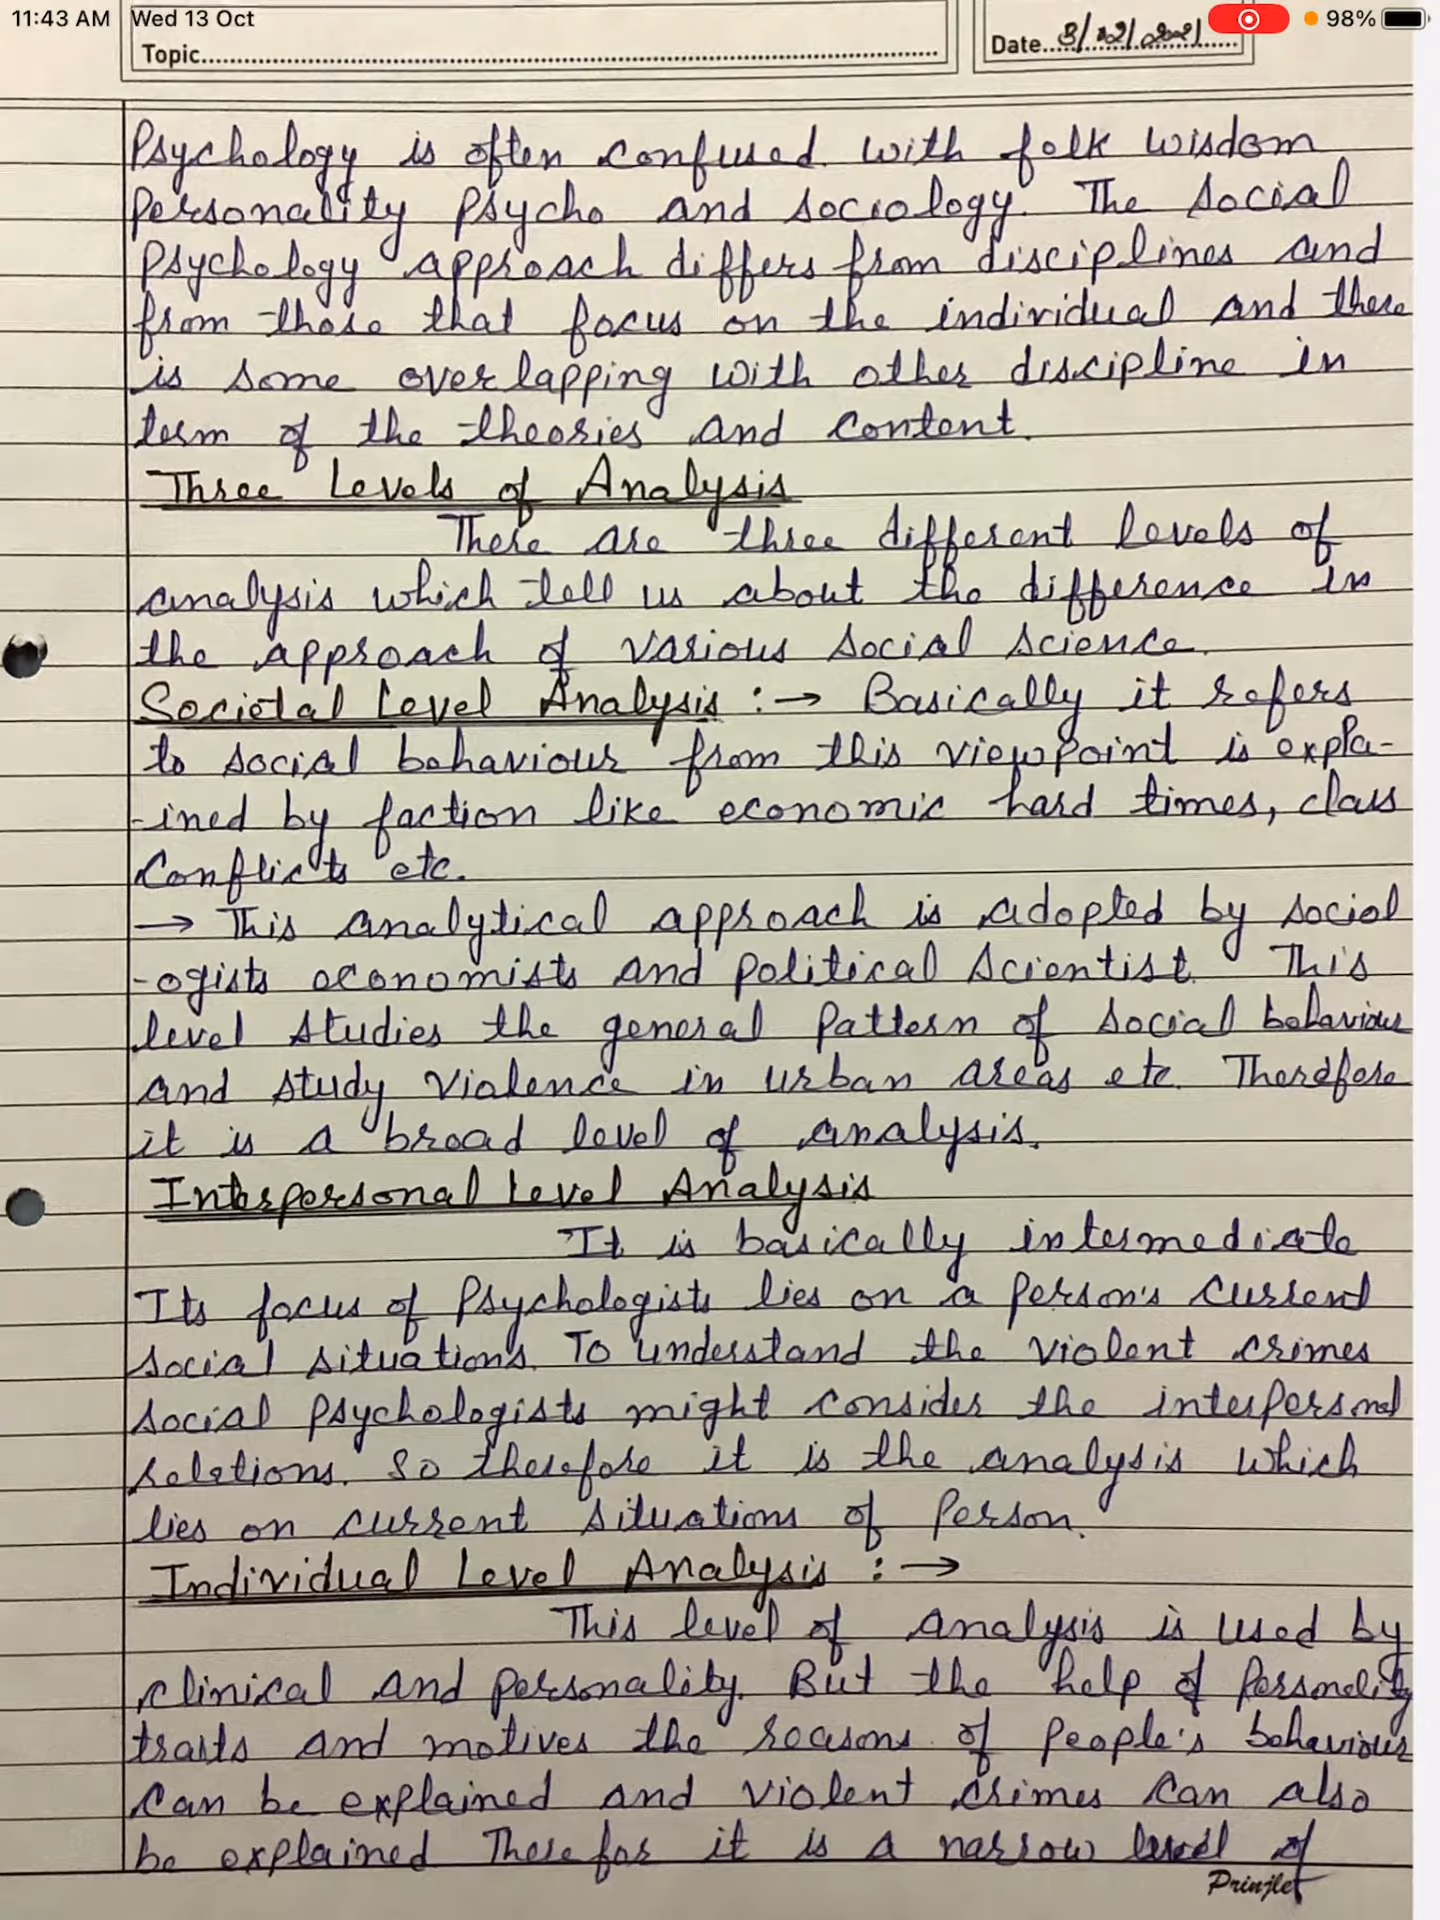 11:43 AM Wed 13 Oct 98%
Topic
Date 3/12/2021
Psychology is often confused with folk wisdom
personality psycho and sociology. The social
psychology approach differs from disciplines and
from those that focus on the individual and there
is some overlapping with other discipline in
term of the theories and content.
Three Levels of Analysis
There are three different levels of
analysis which tell us about the difference in
the approach of various social science.
Societal Level Analysis :→ Basically it refers
to social behaviour from this viewpoint is expla-
-ined by faction like economic hard times, class
conflicts etc.
→ This analytical approach is adopted by social
-ogists economists and political scientist. This
level studies the general pattern of social behaviour
and study violence in urban areas etc. Therefore
it is a broad level of analysis.
Interpersonal Level Analysis
It is basically intermediate
Its focus of Psychologists lies on a person's current
social situations. To understand the violent crimes
social psychologists might consider the interpersonal
relations. So therefore it is the analysis which
lies on current situations of person.
Individual Level Analysis :→
This level of analysis is used by
clinical and personality. But the help of personality
traits and motives the reasons of people's behaviour
can be explained and violent crimes can also
be explained Therefor it is a narrow level of
Prinjlet